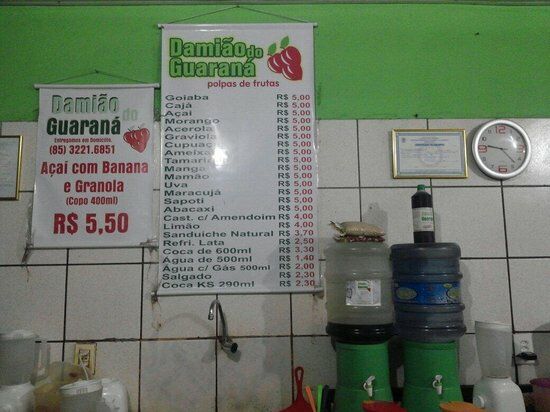 Damião do
Guaraná
Entregamos em Domicílio.
(85) 3221.6851
Açaí com Banana
e Granola
(Copo 400ml)
R$ 5,50
Damião do
Guaraná
polpas de frutas
Goiaba R$ 5,00
Cajá R$ 5,00
Açaí R$ 5,00
Morango R$ 5,00
Acerola R$ 5,00
Graviola R$ 5,00
Cupuaçu R$ 5,00
Ameixa R$ 5,00
Tamarin R$ 5,00
Manga R$ 5,00
Mamão R$ 5,00
Uva R$ 5,00
Maracujá R$ 5,00
Sapoti R$ 5,00
Abacaxi R$ 5,00
Cast. c/ Amendoim R$ 4,00
Limão R$ 4,00
Sanduiche Natural R$ 3,70
Refri. Lata R$ 2,50
Coca de 600ml R$ 3,30
Água de 500ml R$ 1,40
Água c/ Gás 500ml R$ 2,00
Salgado R$ 2,30
Coca KS 290ml R$ 2,30